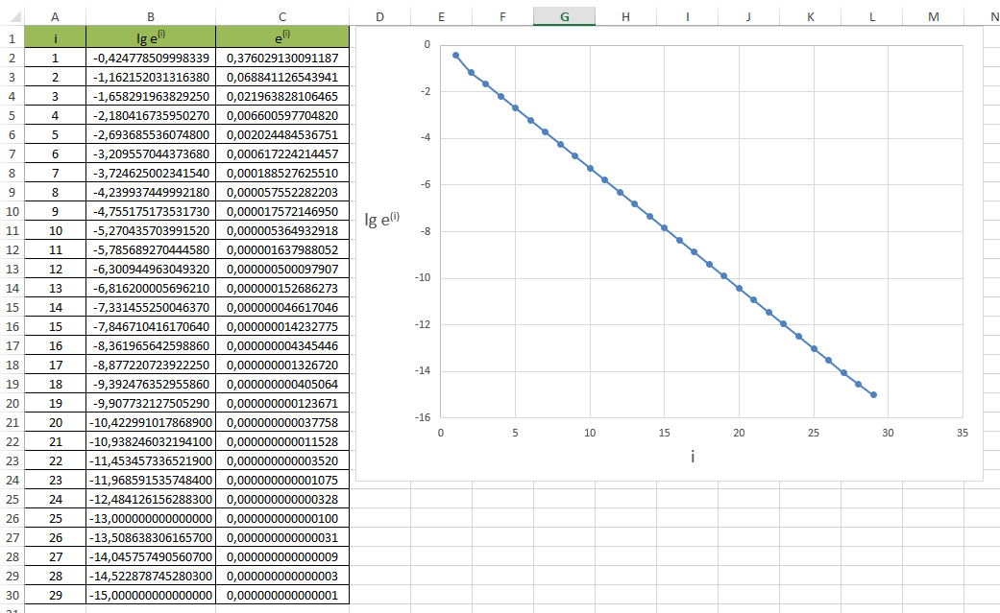 A B C D E F G H I J K L M N
1 i lg e(i) e(i)
2 1 -0,424778509998339 0,376029130091187
3 2 -1,162152031316380 0,068841126543941
4 3 -1,658291963829250 0,021963828106465
5 4 -2,180416735950270 0,006600597704820
6 5 -2,693685536074800 0,002024484536751
7 6 -3,209557044373680 0,000617224214457
8 7 -3,724625002341540 0,000188527625510
9 8 -4,239937449992180 0,000057552282203
10 9 -4,755175173531730 0,000017572146950
11 10 -5,270435703991520 0,000005364932918
12 11 -5,785689270444580 0,000001637988052
13 12 -6,300944963049320 0,000000500097907
14 13 -6,816200005696210 0,000000152686273
15 14 -7,331455250046370 0,000000046617046
16 15 -7,846710416170640 0,000000014232775
17 16 -8,361965642598860 0,000000004345446
18 17 -8,877220723922250 0,000000001326720
19 18 -9,392476352955860 0,000000000405064
20 19 -9,907732127505290 0,000000000123671
21 20 -10,422991017868900 0,000000000037758
22 21 -10,938246032194100 0,000000000011528
23 22 -11,453457336521900 0,000000000003520
24 23 -11,968591535748400 0,000000000001075
25 24 -12,484126156288300 0,000000000000328
26 25 -13,000000000000000 0,000000000000100
27 26 -13,508638306165700 0,000000000000031
28 27 -14,045757490560700 0,000000000000009
29 28 -14,522878745280300 0,000000000000003
30 29 -15,000000000000000 0,000000000000001
0
-2
-4
-6
lg e(i)
-8
-10
-12
-14
-16
0 5 10 15 20 25 30 35
i